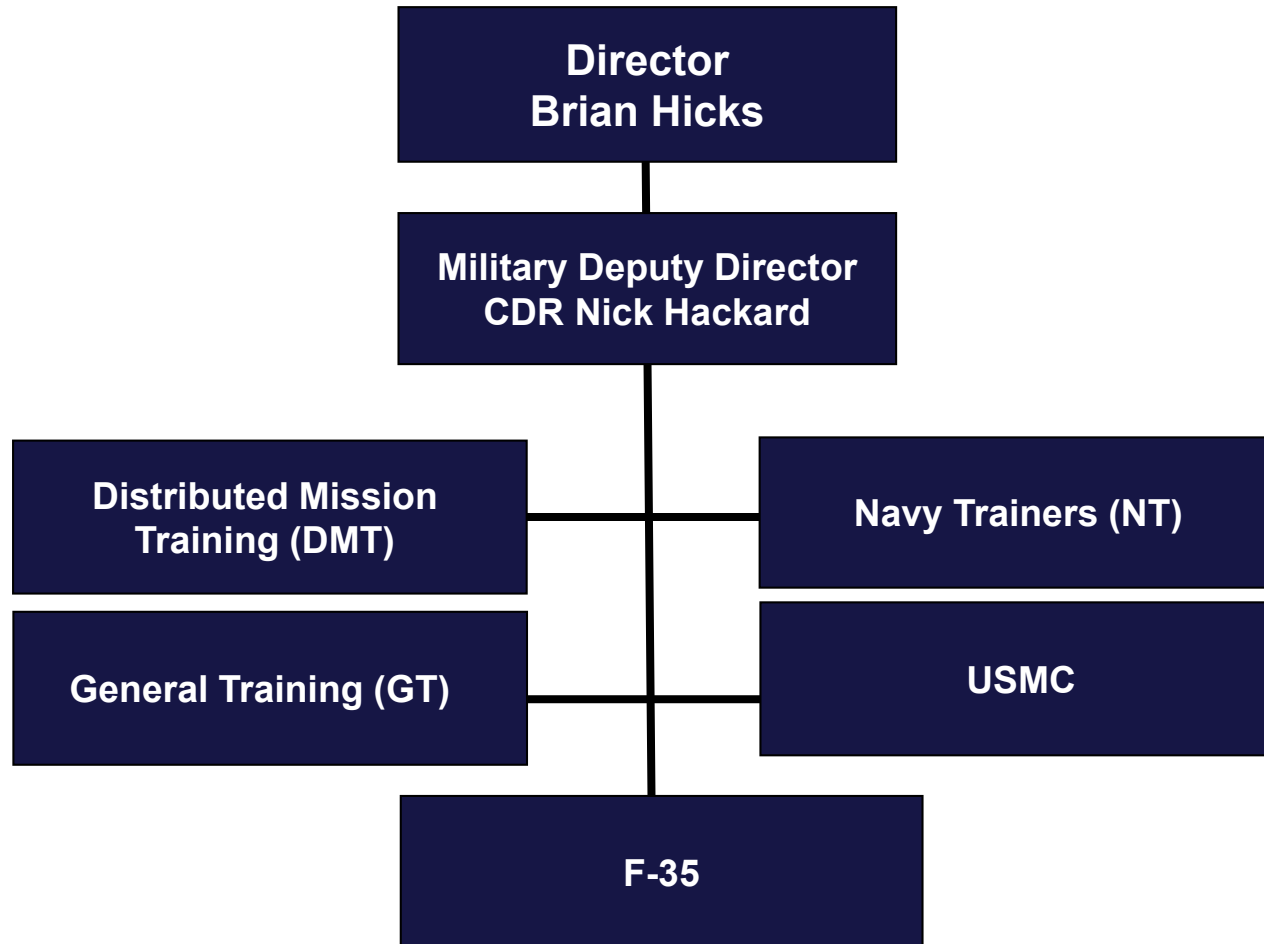 Director
Brian Hicks
Military Deputy Director
CDR Nick Hackard
Distributed Mission
Training (DMT)
Navy Trainers (NT)
General Training (GT)
USMC
F-35